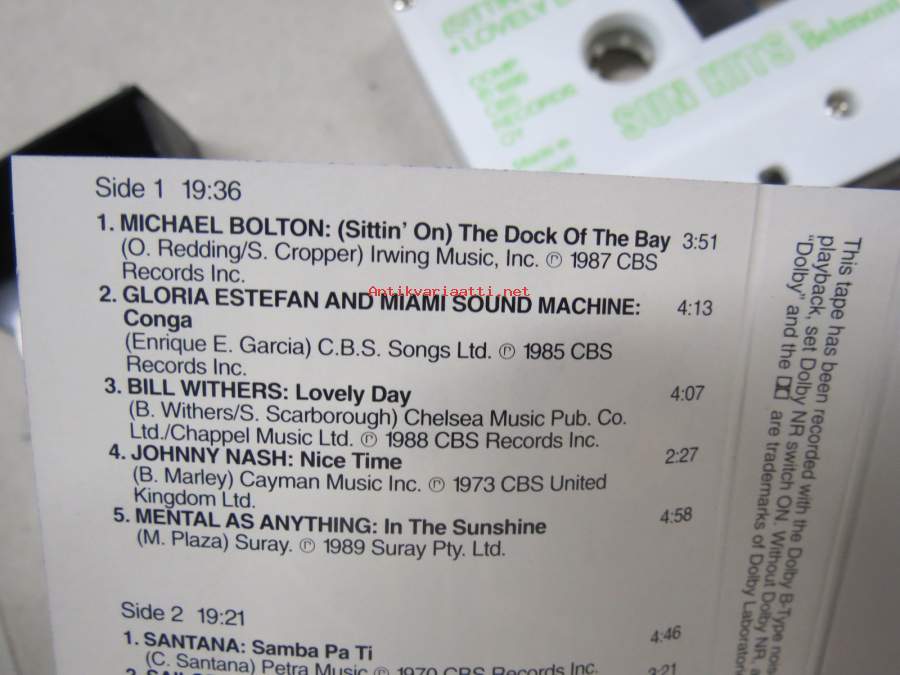 LOVELY
SUN HITS
Belmont
Side 1 19:36
1. MICHAEL BOLTON: (Sittin' On) The Dock Of The Bay 3:51
(O. Redding/S. Cropper) Irwing Music, Inc. ℗ 1987 CBS
Records Inc.
Antikvariaatti.net
2. GLORIA ESTEFAN AND MIAMI SOUND MACHINE: 4:13
Conga
(Enrique E. Garcia) C.B.S. Songs Ltd. ℗ 1985 CBS
Records Inc.
3. BILL WITHERS: Lovely Day 4:07
(B. Withers/S. Scarborough) Chelsea Music Pub. Co.
Ltd./Chappel Music Ltd. ℗ 1988 CBS Records Inc.
4. JOHNNY NASH: Nice Time 2:27
(B. Marley) Cayman Music Inc. ℗ 1973 CBS United
Kingdom Ltd.
5. MENTAL AS ANYTHING: In The Sunshine 4:58
(M. Plaza) Suray. ℗ 1989 Suray Pty. Ltd.
Side 2 19:21
1. SANTANA: Samba Pa Ti 4:46
(C. Santana) Petra Music ℗ 1970 CBS Records Inc.
3:21
This tape has been recorded with the Dolby B-Type
playback, set Dolby NR switch ON. Without Dolby NR,
"Dolby" and the are trademarks of Dolby